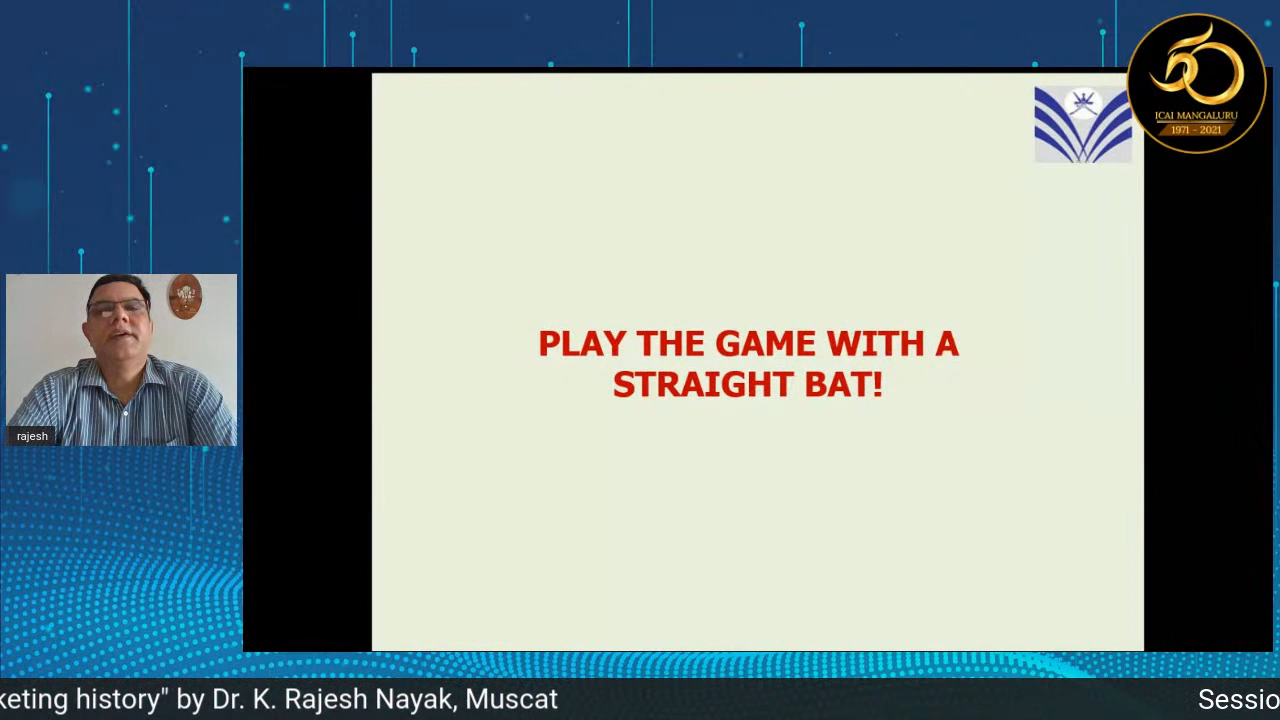 50
ICAI MANGALURU
1971 - 2021
PLAY THE GAME WITH A
STRAIGHT BAT!
rajesh
keting history" by Dr. K. Rajesh Nayak, Muscat
Sessio